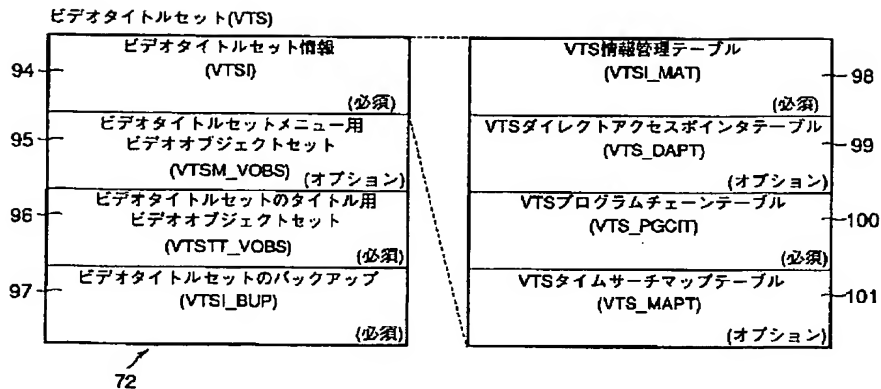 ビデオタイトルセット(VTS)
94
ビデオタイトルセット情報
(VTSI)
(必須)
95
ビデオタイトルセットメニュー用
ビデオオブジェクトセット
(VTSM_VOBS)
(オプション)
96
ビデオタイトルセットのタイトル用
ビデオオブジェクトセット
(VTSTT_VOBS)
(必須)
97
ビデオタイトルセットのバックアップ
(VTSI_BUP)
(必須)
72
VTS情報管理テーブル
(VTSI_MAT)
(必須)
98
VTSダイレクトアクセスポインタテーブル
(VTS_DAPT)
(オプション)
99
VTSプログラムチェーンテーブル
(VTS_PGCIT)
(必須)
100
VTSタイムサーチマップテーブル
(VTS_MAPT)
(オプション)
101